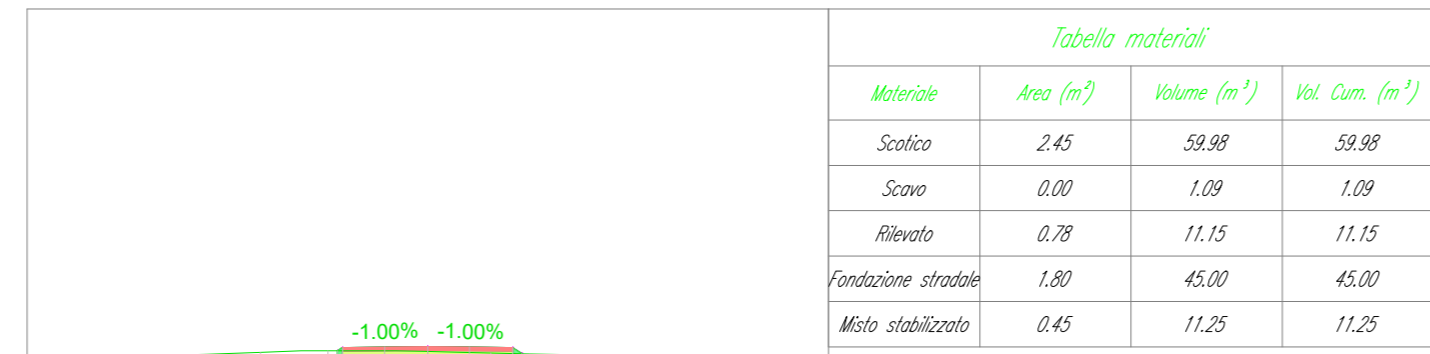 Tabella materiali
Materiale Area (m²) Volume (m³) Vol. Cum. (m³)
Scotico 2.45 59.98 59.98
Scavo 0.00 1.09 1.09
Rilevato 0.78 11.15 11.15
Fondazione stradale 1.80 45.00 45.00
Misto stabilizzato 0.45 11.25 11.25
-1.00% -1.00%